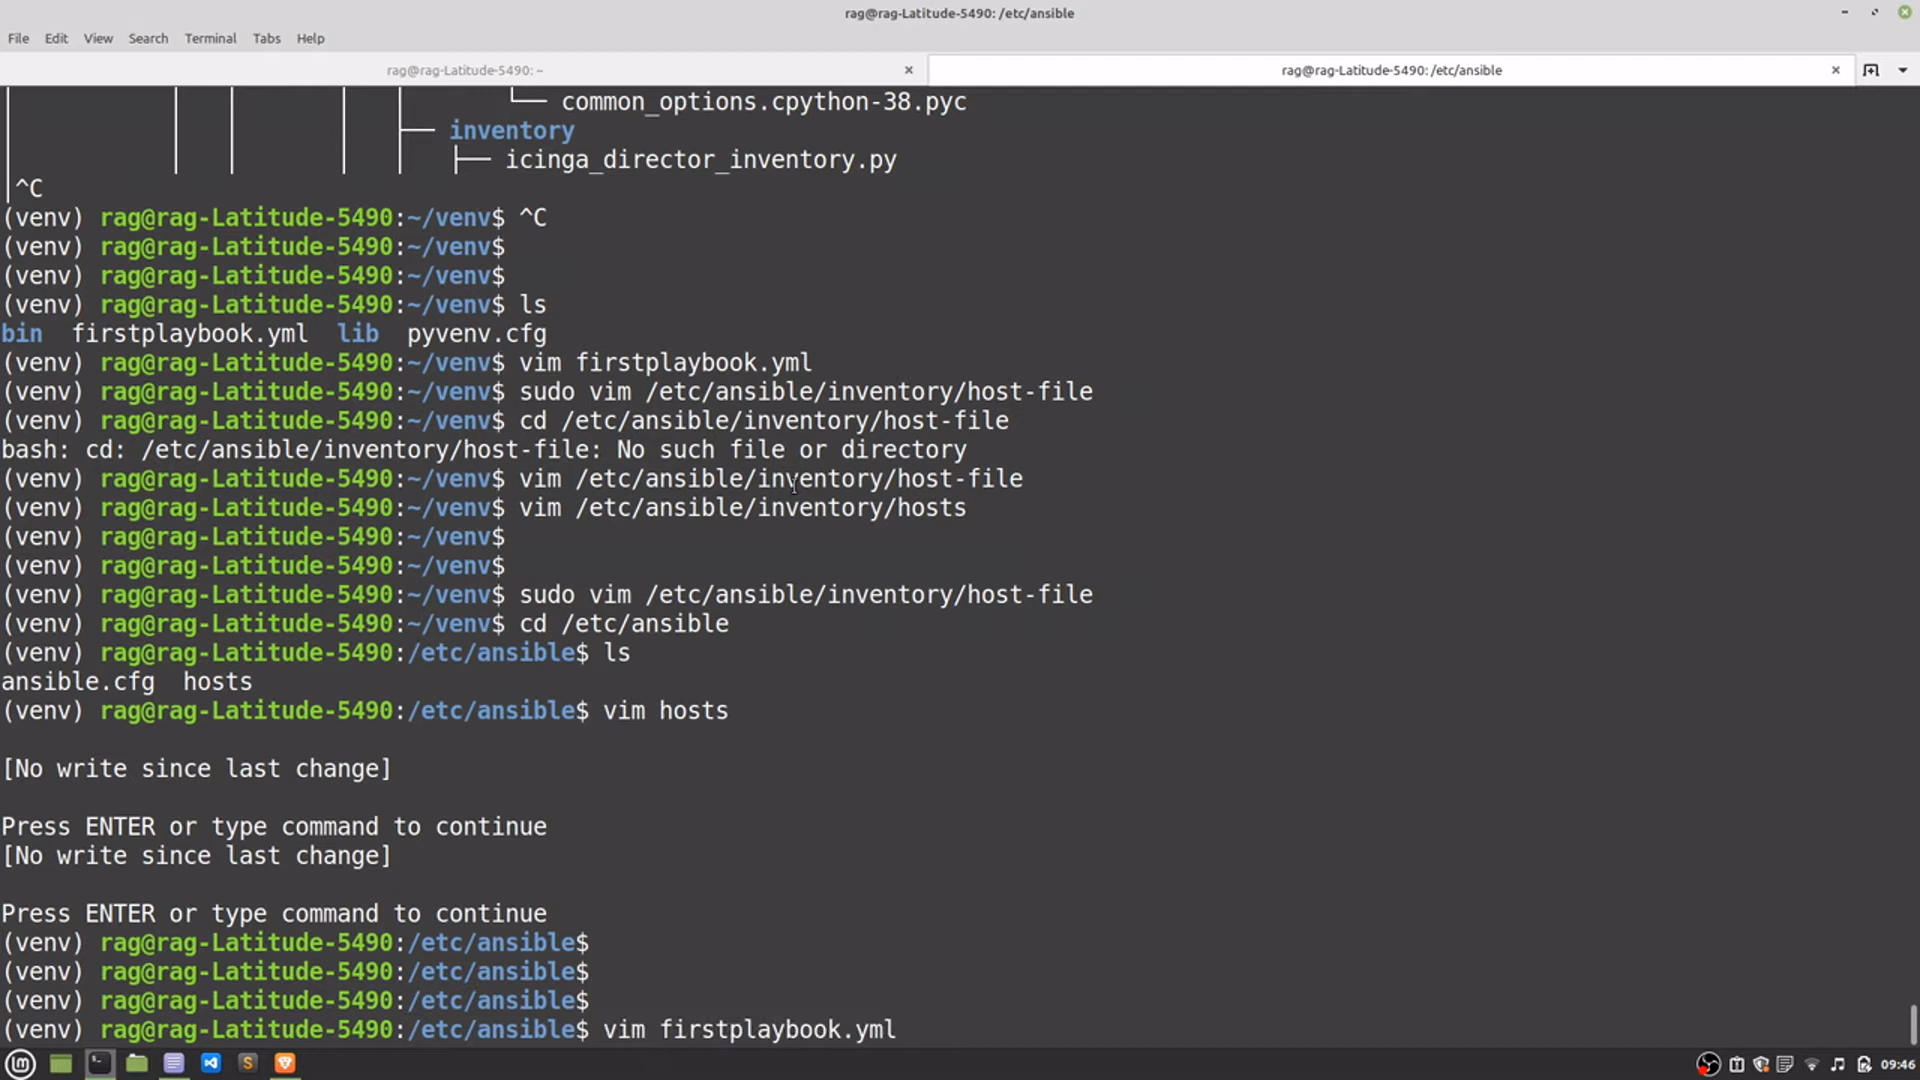 rag@rag-Latitude-5490: /etc/ansible
File Edit View Search Terminal Tabs Help
rag@rag-Latitude-5490: ~
rag@rag-Latitude-5490: /etc/ansible
common_options.cpython-38.pyc
inventory
icinga_director_inventory.py
^C
(venv) rag@rag-Latitude-5490:~/venv$ ^C
(venv) rag@rag-Latitude-5490:~/venv$
(venv) rag@rag-Latitude-5490:~/venv$
(venv) rag@rag-Latitude-5490:~/venv$ ls
bin firstplaybook.yml lib pyvenv.cfg
(venv) rag@rag-Latitude-5490:~/venv$ vim firstplaybook.yml
(venv) rag@rag-Latitude-5490:~/venv$ sudo vim /etc/ansible/inventory/host-file
(venv) rag@rag-Latitude-5490:~/venv$ cd /etc/ansible/inventory/host-file
bash: cd: /etc/ansible/inventory/host-file: No such file or directory
(venv) rag@rag-Latitude-5490:~/venv$ vim /etc/ansible/inventory/host-file
(venv) rag@rag-Latitude-5490:~/venv$ vim /etc/ansible/inventory/hosts
(venv) rag@rag-Latitude-5490:~/venv$
(venv) rag@rag-Latitude-5490:~/venv$
(venv) rag@rag-Latitude-5490:~/venv$ sudo vim /etc/ansible/inventory/host-file
(venv) rag@rag-Latitude-5490:~/venv$ cd /etc/ansible
(venv) rag@rag-Latitude-5490:/etc/ansible$ ls
ansible.cfg hosts
(venv) rag@rag-Latitude-5490:/etc/ansible$ vim hosts
[No write since last change]
Press ENTER or type command to continue
[No write since last change]
Press ENTER or type command to continue
(venv) rag@rag-Latitude-5490:/etc/ansible$
(venv) rag@rag-Latitude-5490:/etc/ansible$
(venv) rag@rag-Latitude-5490:/etc/ansible$
(venv) rag@rag-Latitude-5490:/etc/ansible$ vim firstplaybook.yml
09:46